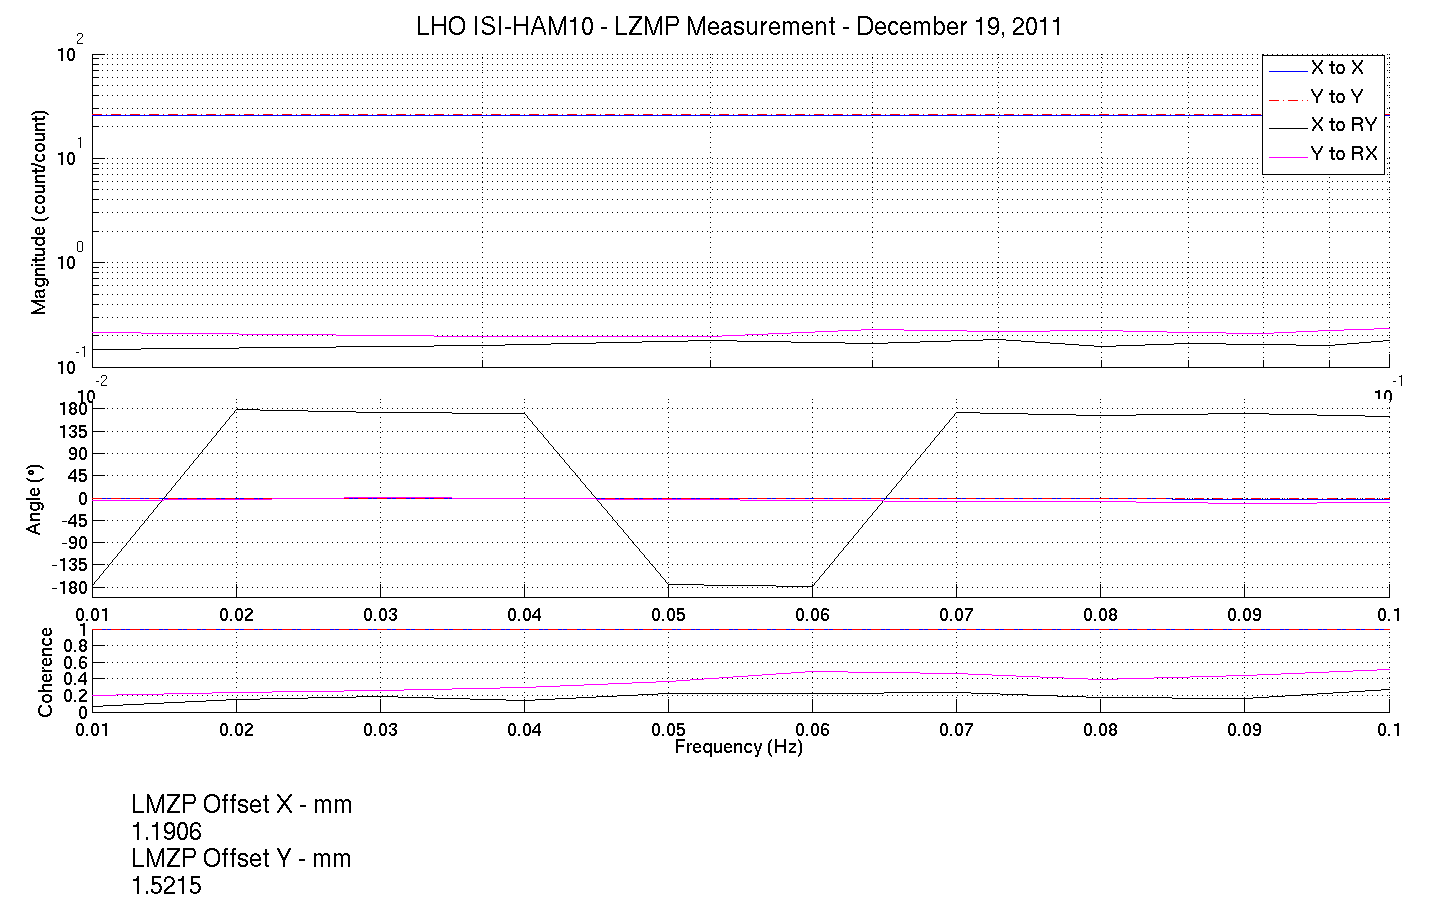 LHO ISI-HAM10 - LZMP Measurement - December 19, 2011
10^2
10^1
10^0
10^-1
Magnitude (count/count)
X to X
Y to Y
X to RY
Y to RX
10^-2
10^-1
180
135
90
45
0
-45
-90
-135
-180
Angle (°)
0.01 0.02 0.03 0.04 0.05 0.06 0.07 0.08 0.09 0.1
1
0.8
0.6
0.4
0.2
0
Coherence
0.01 0.02 0.03 0.04 0.05 0.06 0.07 0.08 0.09 0.1
Frequency (Hz)
LMZP Offset X - mm
1.1906
LMZP Offset Y - mm
1.5215